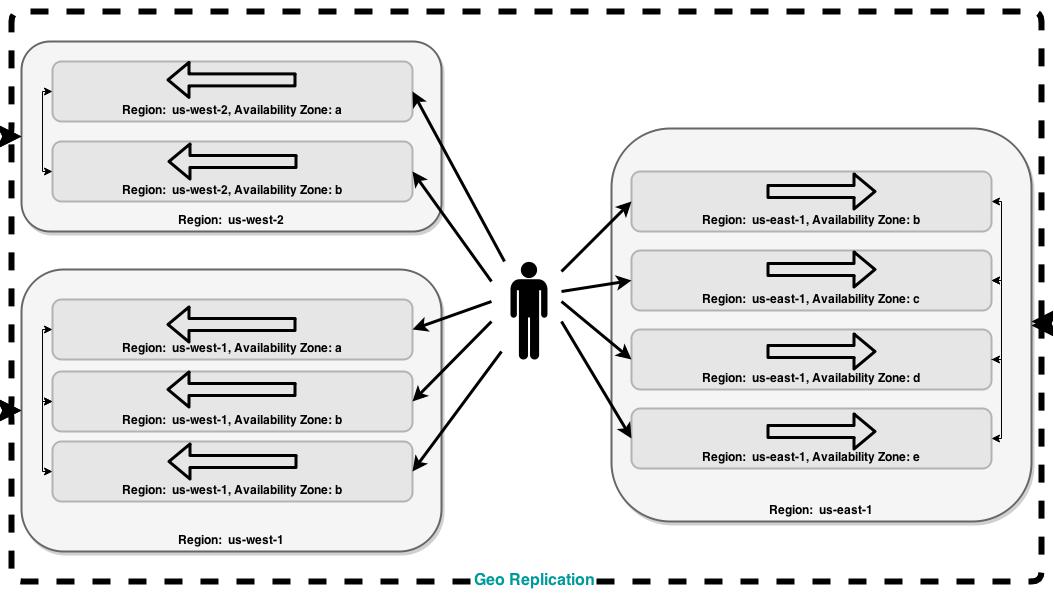 Region: us-west-2, Availability Zone: a
Region: us-west-2, Availability Zone: b
Region: us-west-2
Region: us-west-1, Availability Zone: a
Region: us-west-1, Availability Zone: b
Region: us-west-1, Availability Zone: b
Region: us-west-1
Region: us-east-1, Availability Zone: b
Region: us-east-1, Availability Zone: c
Region: us-east-1, Availability Zone: d
Region: us-east-1, Availability Zone: e
Region: us-east-1
Geo Replication